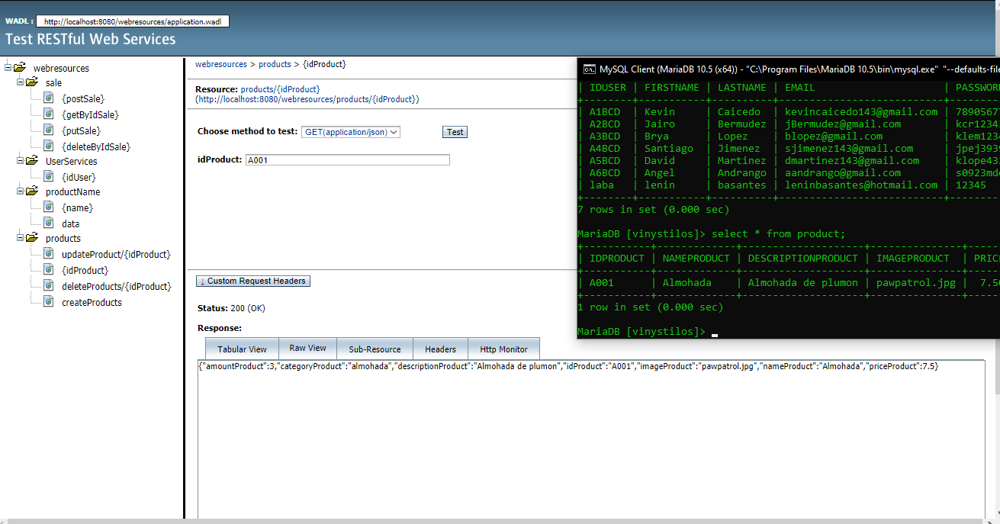 WADL : http://localhost:8080/webresources/application.wadl
Test RESTful Web Services
webresources
sale
{postSale}
{getByIdSale}
{putSale}
{deleteByIdSale}
UserServices
{idUser}
productName
{name}
data
products
updateProduct/{idProduct}
{idProduct}
deleteProducts/{idProduct}
createProducts
webresources > products > {idProduct}
Resource: products/{idProduct}
(http://localhost:8080/webresources/products/{idProduct})
Choose method to test: GET(application/json) Test
idProduct: A001
↓ Custom Request Headers
Status: 200 (OK)
Response:
Tabular View Raw View Sub-Resource Headers Http Monitor
{"amountProduct":3,"categoryProduct":"almohada","descriptionProduct":"Almohada de plumon","idProduct":"A001","imageProduct":"pawpatrol.jpg","nameProduct":"Almohada","priceProduct":7.5}
MySQL Client (MariaDB 10.5 (x64)) - "C:\Program Files\MariaDB 10.5\bin\mysql.exe" "--defaults-file
| IDUSER | FIRSTNAME | LASTNAME | EMAIL | PASSWOR
| A1BCD | Kevin | Caicedo | kevincaicedo143@gmail.com | 7890567
| A2BCD | Jairo | Bermudez | jBermudez@gmail.com | kcr1234
| A3BCD | Brya | Lopez | blopez@gmail.com | klem1234
| A4BCD | Santiago | Jimenez | sjimenez143@gmail.com | jpej3939
| A5BCD | David | Martinez | dmartinez143@gmail.com | klope43
| A6BCD | Angel | Andrango | aandrango@gmail.com | s0923md
| laba | lenin | basantes | leninbasantes@hotmail.com | 12345
7 rows in set (0.000 sec)
MariaDB [vinystilos]> select * from product;
| IDPRODUCT | NAMEPRODUCT | DESCRIPTIONPRODUCT | IMAGEPRODUCT | PRIC
| A001 | Almohada | Almohada de plumon | pawpatrol.jpg | 7.5
1 row in set (0.000 sec)
MariaDB [vinystilos]>